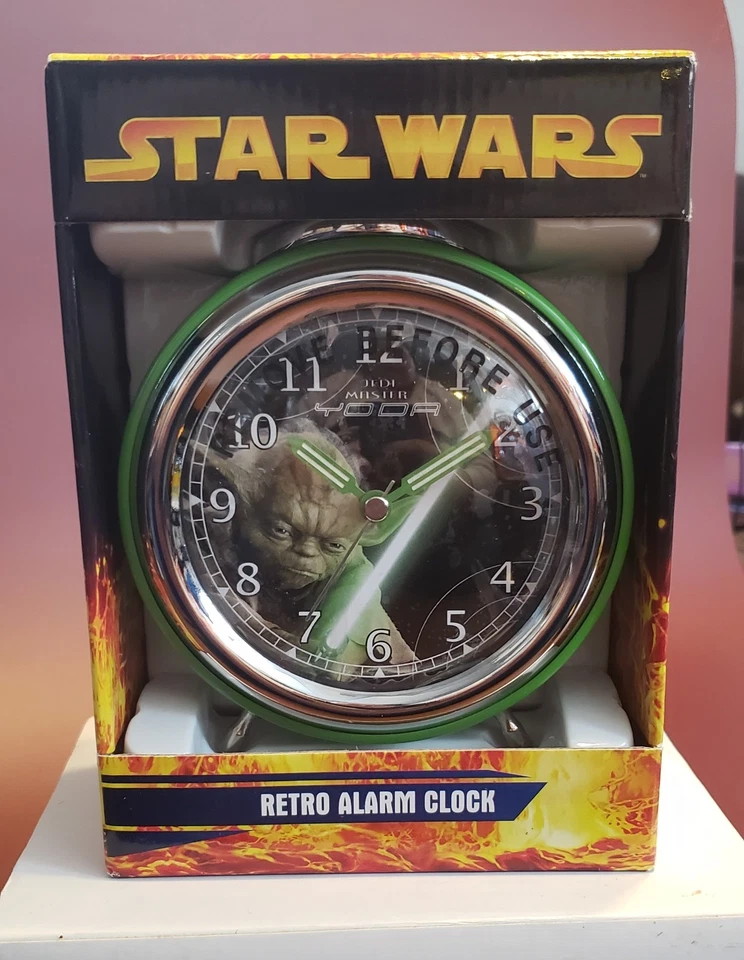 STAR WARS
™
REMOVE BEFORE USE
12
11
1
JEDI
MASTER
YODA
10
2
9
3
8
4
7
5
6
RETRO ALARM CLOCK